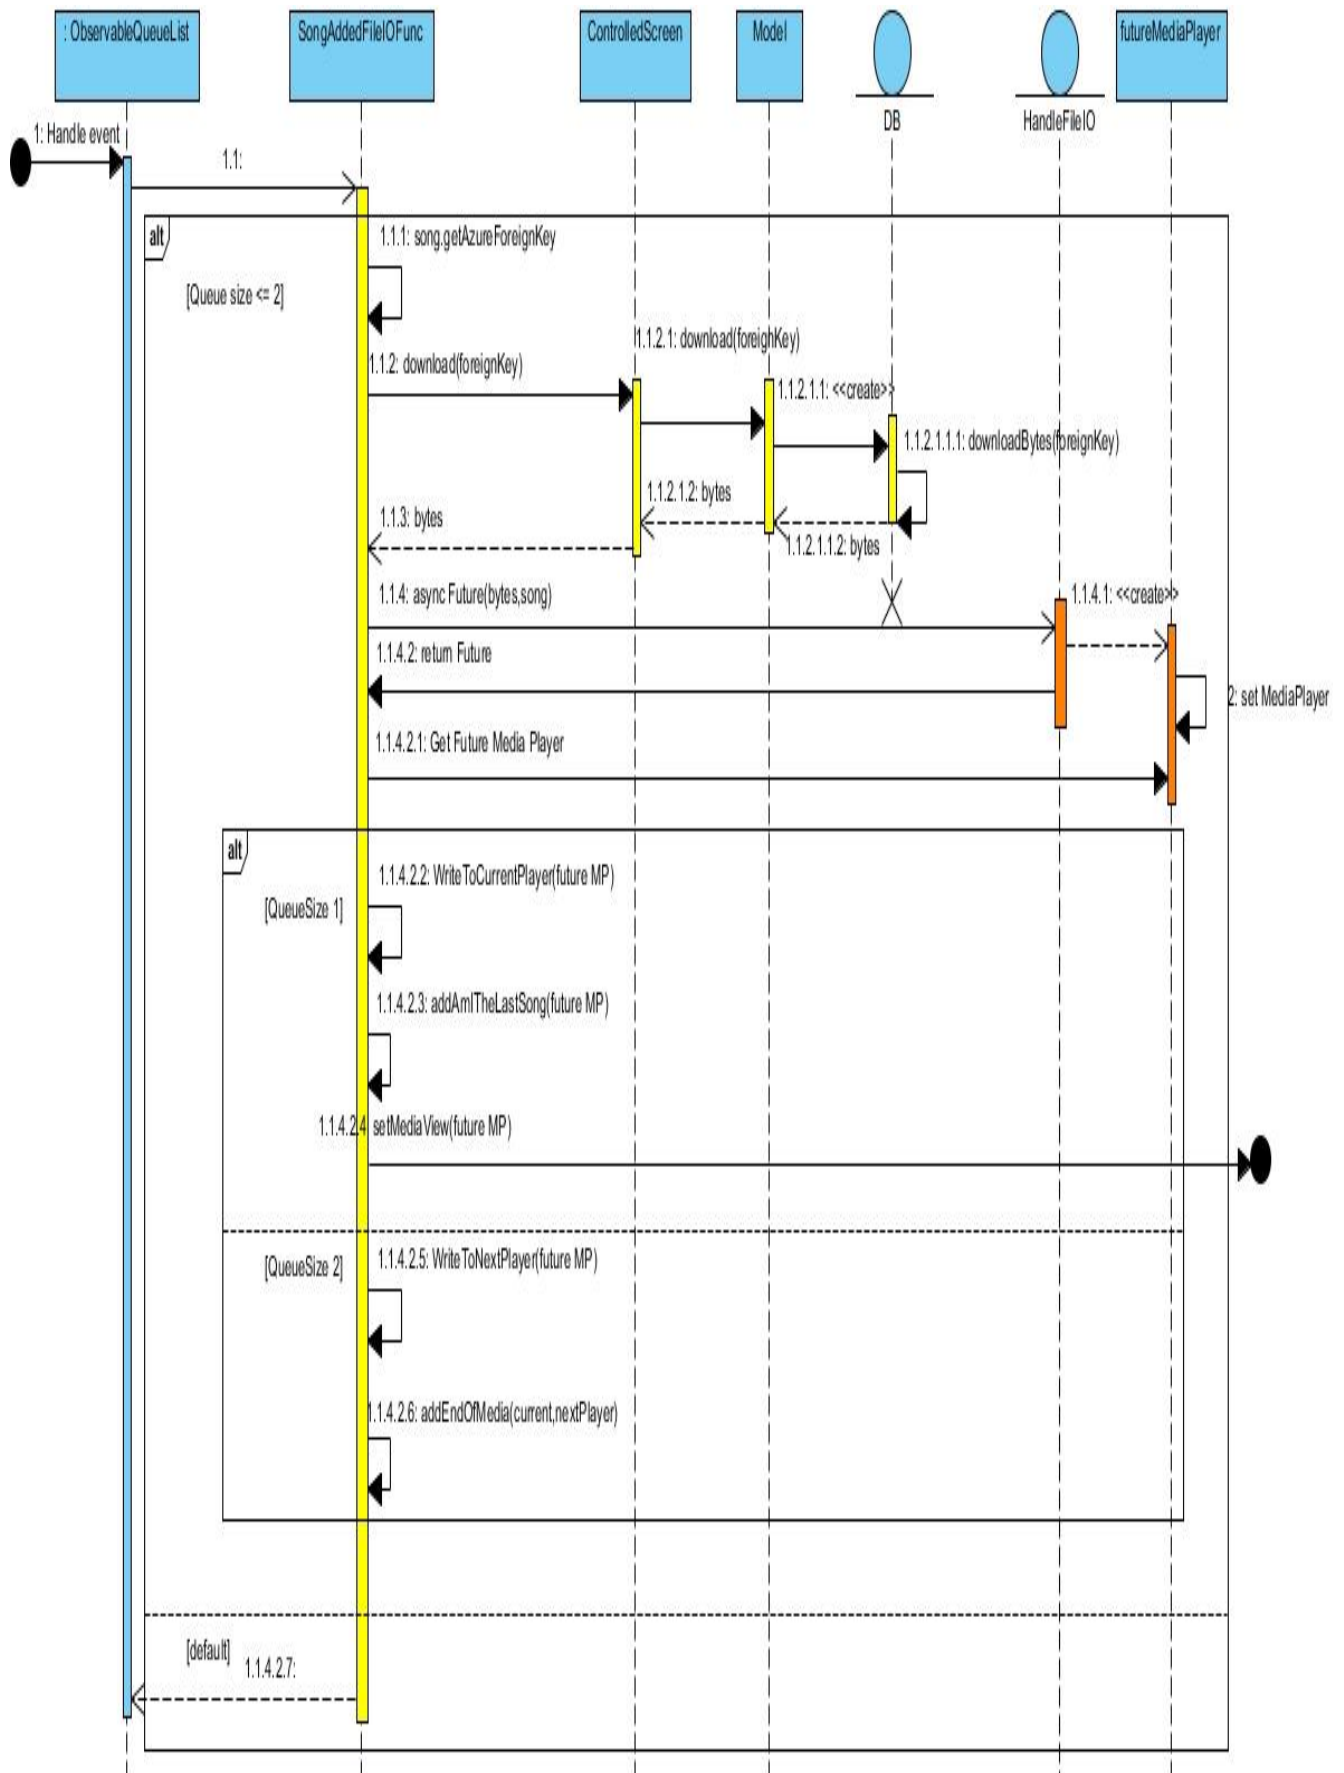 : ObservableQueueList
SongAddedFileIOFunc
ControlledScreen
Model
futureMediaPlayer
DB
HandleFileIO
1: Handle event
1.1:
alt
1.1.1: song.getAzureForeignKey
[Queue size <= 2]
1.1.2.1: download(foreighKey)
1.1.2: download(foreignKey)
1.1.2.1.1: <<create>>
1.1.2.1.1.1: downloadBytes(foreignKey)
1.1.2.1.2: bytes
1.1.3: bytes
1.1.2.1.1.2: bytes
1.1.4: async Future(bytes,song)
1.1.4.1: <<create>>
1.1.4.2: return Future
2: set MediaPlayer
1.1.4.2.1: Get Future Media Player
alt
1.1.4.2.2: WriteToCurrentPlayer(future MP)
[QueueSize 1]
1.1.4.2.3: addAmITheLastSong(future MP)
1.1.4.2.4: setMediaView(future MP)
1.1.4.2.5: WriteToNextPlayer(future MP)
[QueueSize 2]
1.1.4.2.6: addEndOfMedia(current,nextPlayer)
[default]
1.1.4.2.7: